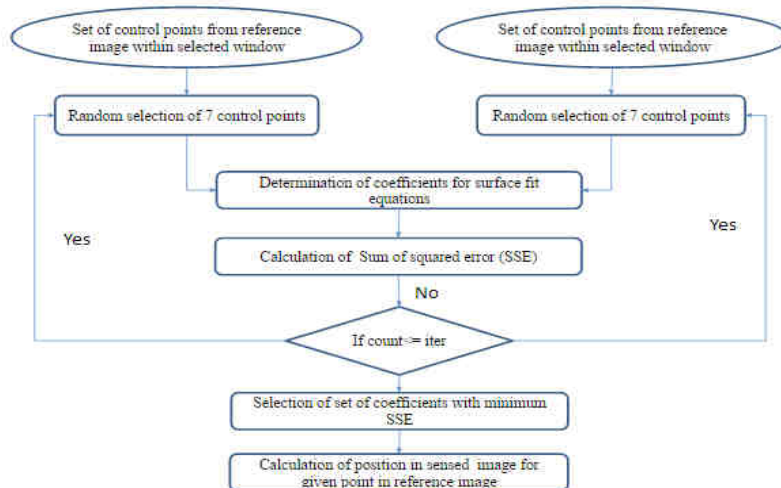 Set of control points from reference
image within selected window
Set of control points from reference
image within selected window
Random selection of 7 control points
Random selection of 7 control points
Determination of coefficients for surface fit
equations
Yes
Yes
Calculation of Sum of squared error (SSE)
No
If count<= iter
Selection of set of coefficients with minimum
SSE
Calculation of position in sensed image for
given point in reference image